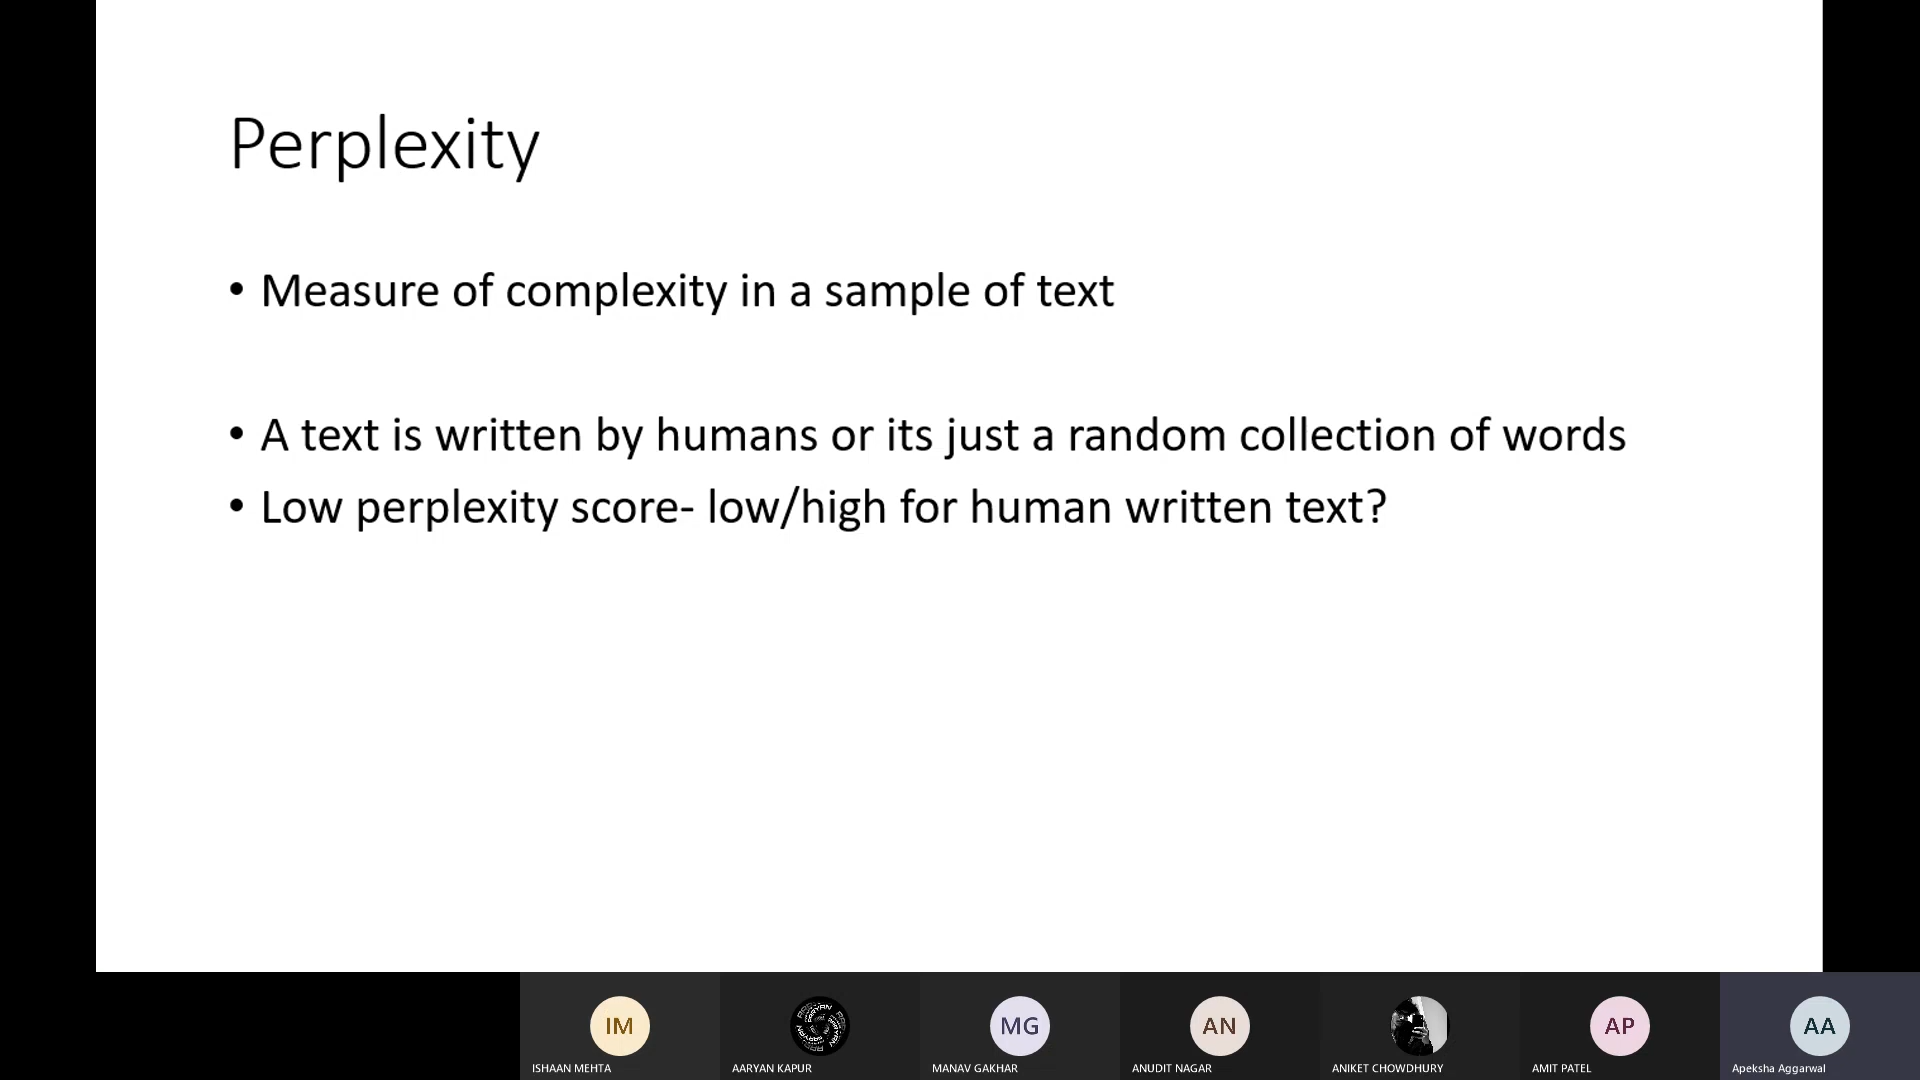 Perplexity
• Measure of complexity in a sample of text
• A text is written by humans or its just a random collection of words
• Low perplexity score- low/high for human written text?
IM
MG
AN
AP
AA
ISHAAN MEHTA
AARYAN KAPUR
MANAV GAKHAR
ANUDIT NAGAR
ANIKET CHOWDHURY
AMIT PATEL
Apeksha Aggarwal